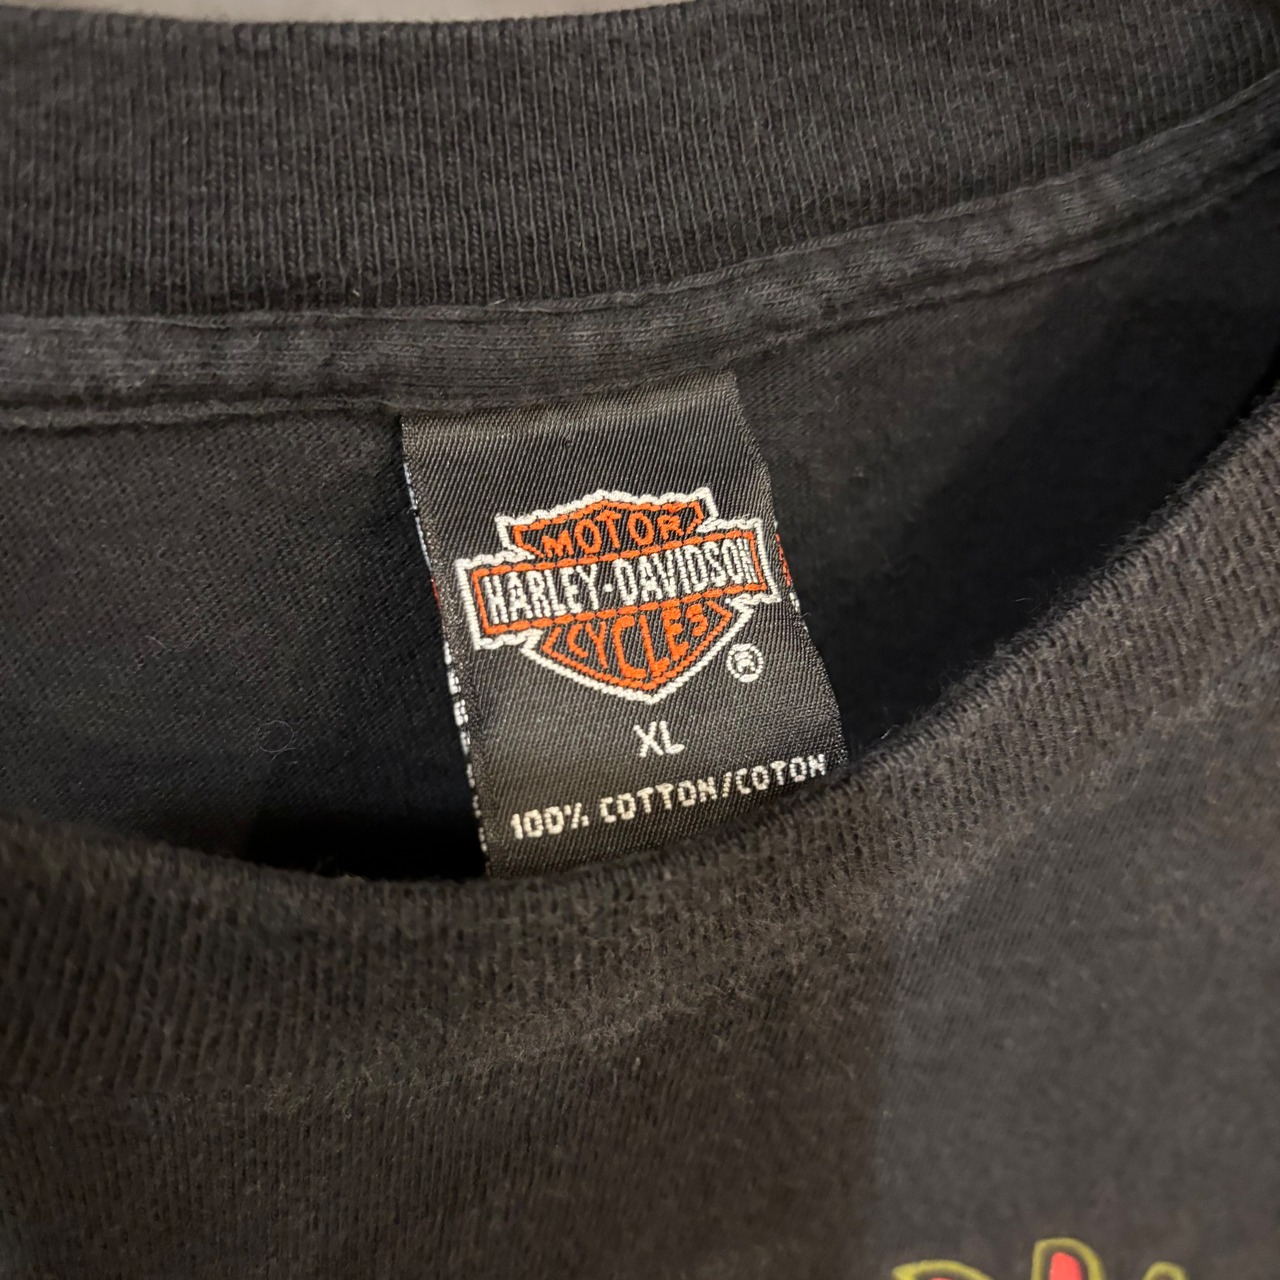 MOTOR
HARLEY-DAVIDSON
CYCLES
®
XL
100% COTTON/COTON